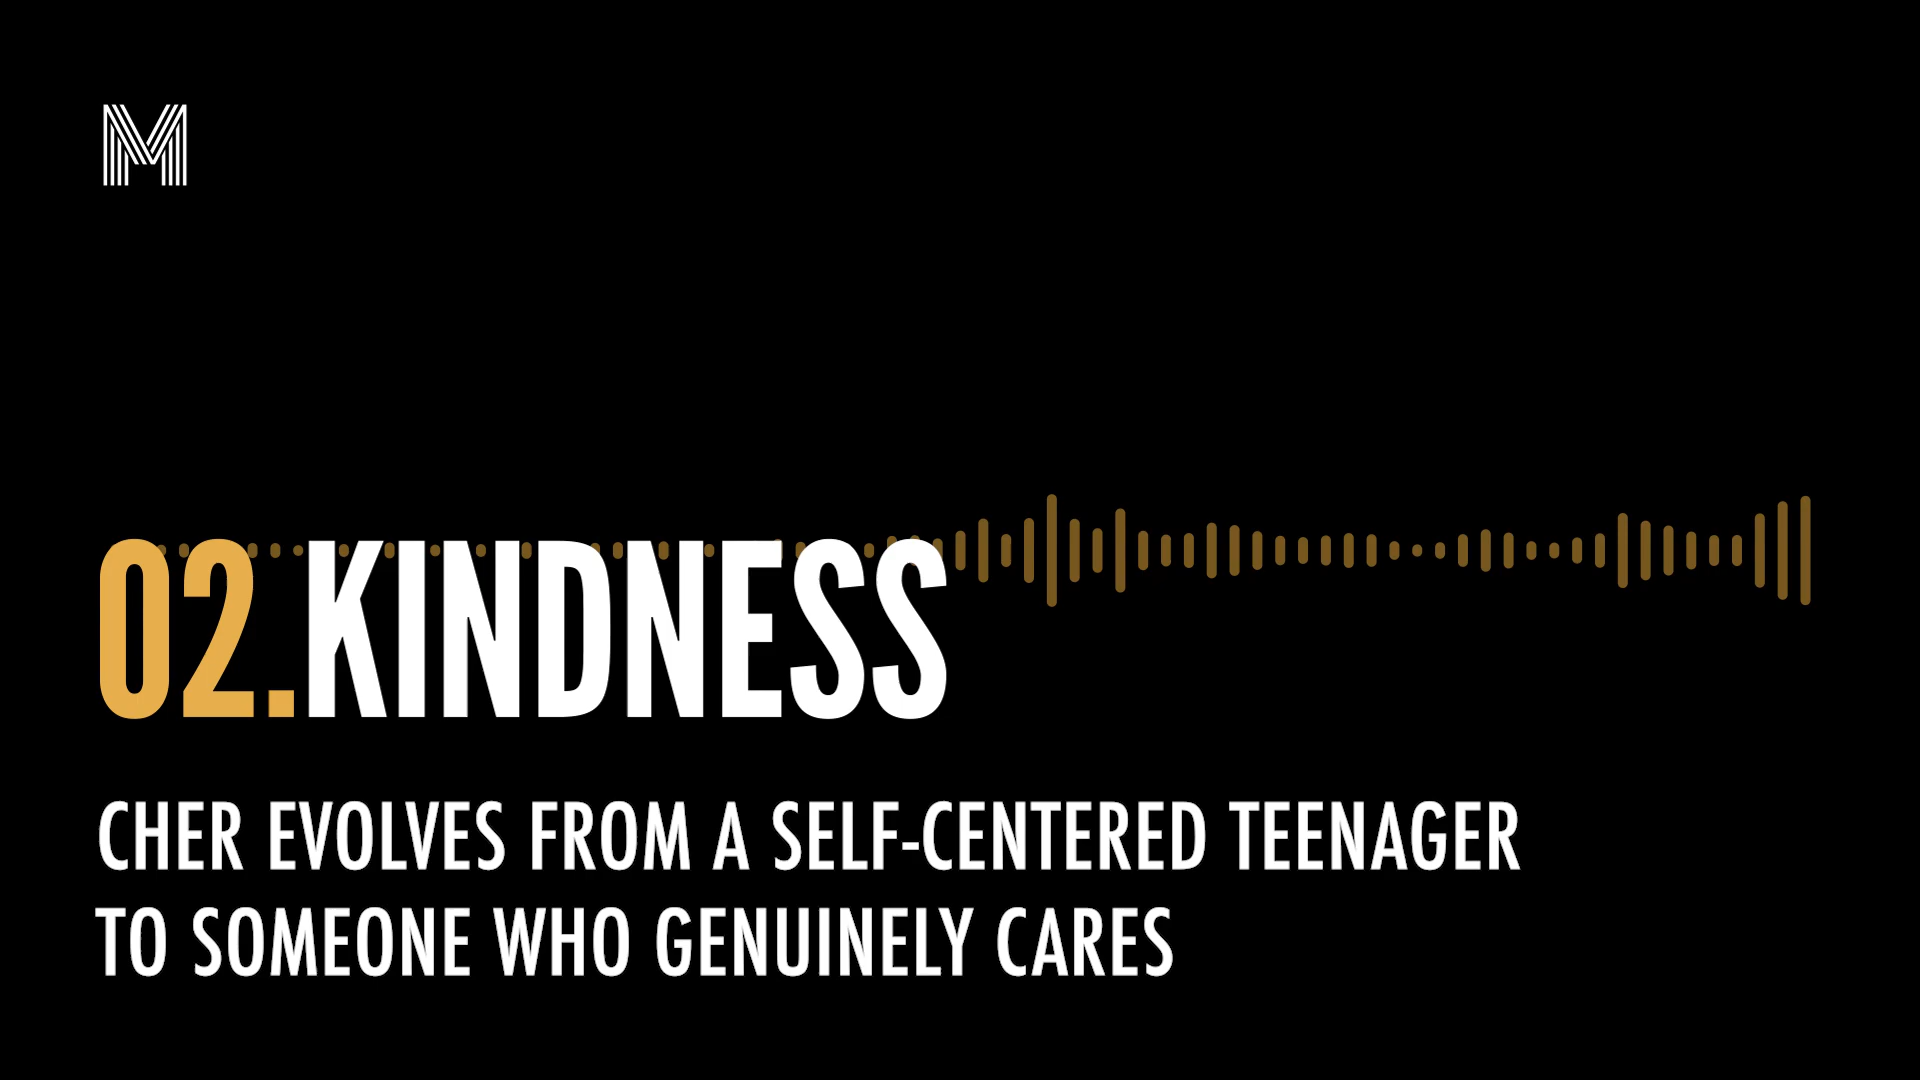 M
02.KINDNESS
CHER EVOLVES FROM A SELF-CENTERED TEENAGER
TO SOMEONE WHO GENUINELY CARES